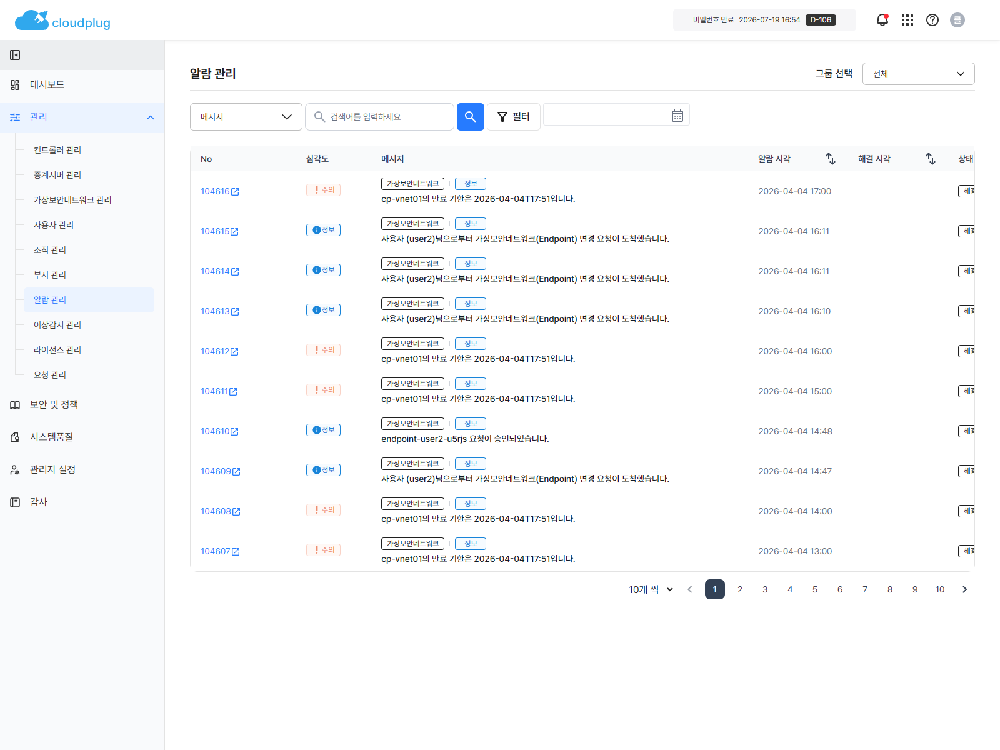 cloudplug
비밀번호 만료 2026-07-19 16:54 D-106
클
대시보드
관리
컨트롤러 관리
중계서버 관리
가상보안네트워크 관리
사용자 관리
조직 관리
부서 관리
알람 관리
이상감지 관리
라이선스 관리
요청 관리
보안 및 정책
시스템품질
관리자 설정
감사
알람 관리
그룹 선택 전체
메시지 검색어를 입력하세요 필터
No 심각도 메시지 알람 시각 해결 시각 상태
가상보안네트워크 정보
104616 주의 2026-04-04 17:00
cp-vnet01의 만료 기한은 2026-04-04T17:51입니다.
가상보안네트워크 정보
104615 정보 2026-04-04 16:11
사용자 (user2)님으로부터 가상보안네트워크(Endpoint) 변경 요청이 도착했습니다.
가상보안네트워크 정보
104614 정보 2026-04-04 16:11
사용자 (user2)님으로부터 가상보안네트워크(Endpoint) 변경 요청이 도착했습니다.
가상보안네트워크 정보
104613 정보 2026-04-04 16:10
사용자 (user2)님으로부터 가상보안네트워크(Endpoint) 변경 요청이 도착했습니다.
가상보안네트워크 정보
104612 주의 2026-04-04 16:00
cp-vnet01의 만료 기한은 2026-04-04T17:51입니다.
가상보안네트워크 정보
104611 주의 2026-04-04 15:00
cp-vnet01의 만료 기한은 2026-04-04T17:51입니다.
가상보안네트워크 정보
104610 정보 2026-04-04 14:48
endpoint-user2-u5rjs 요청이 승인되었습니다.
가상보안네트워크 정보
104609 정보 2026-04-04 14:47
사용자 (user2)님으로부터 가상보안네트워크(Endpoint) 변경 요청이 도착했습니다.
가상보안네트워크 정보
104608 주의 2026-04-04 14:00
cp-vnet01의 만료 기한은 2026-04-04T17:51입니다.
가상보안네트워크 정보
104607 주의 2026-04-04 13:00
cp-vnet01의 만료 기한은 2026-04-04T17:51입니다.
10개 씩 1 2 3 4 5 6 7 8 9 10